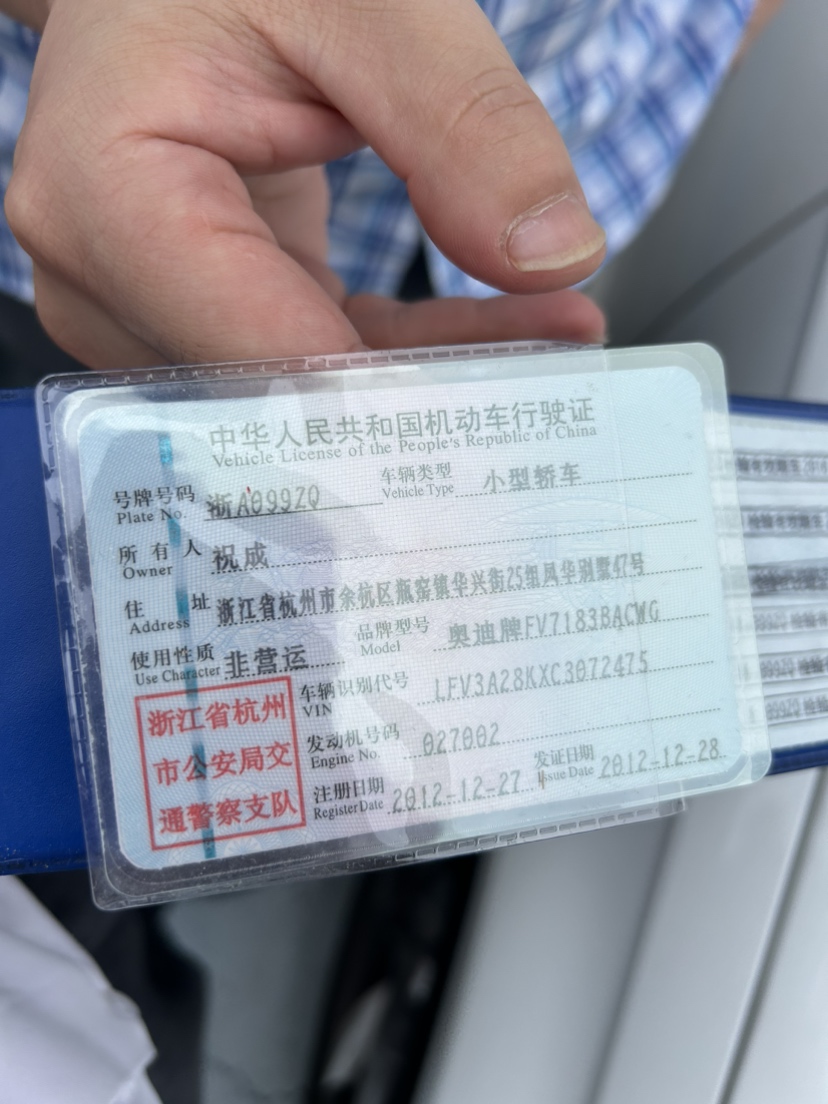 中华人民共和国机动车行驶证
Vehicle License of the People's Republic of China
号牌号码 浙A099ZQ 车辆类型 小型轿车
Plate No. Vehicle Type
所有人 祝成
Owner
住址 浙江省杭州市余杭区瓶窑镇华兴街25组凤华别墅47号
Address
使用性质 非营运 品牌型号 奥迪牌FV7183BACWG
Use Character Model
车辆识别代号 LFV3A28KXC3072475
VIN
发动机号码 027002 发证日期 2012-12-28
Engine No. Issue Date
注册日期 2012-12-27
Register Date
浙江省杭州
市公安局交
通警察支队